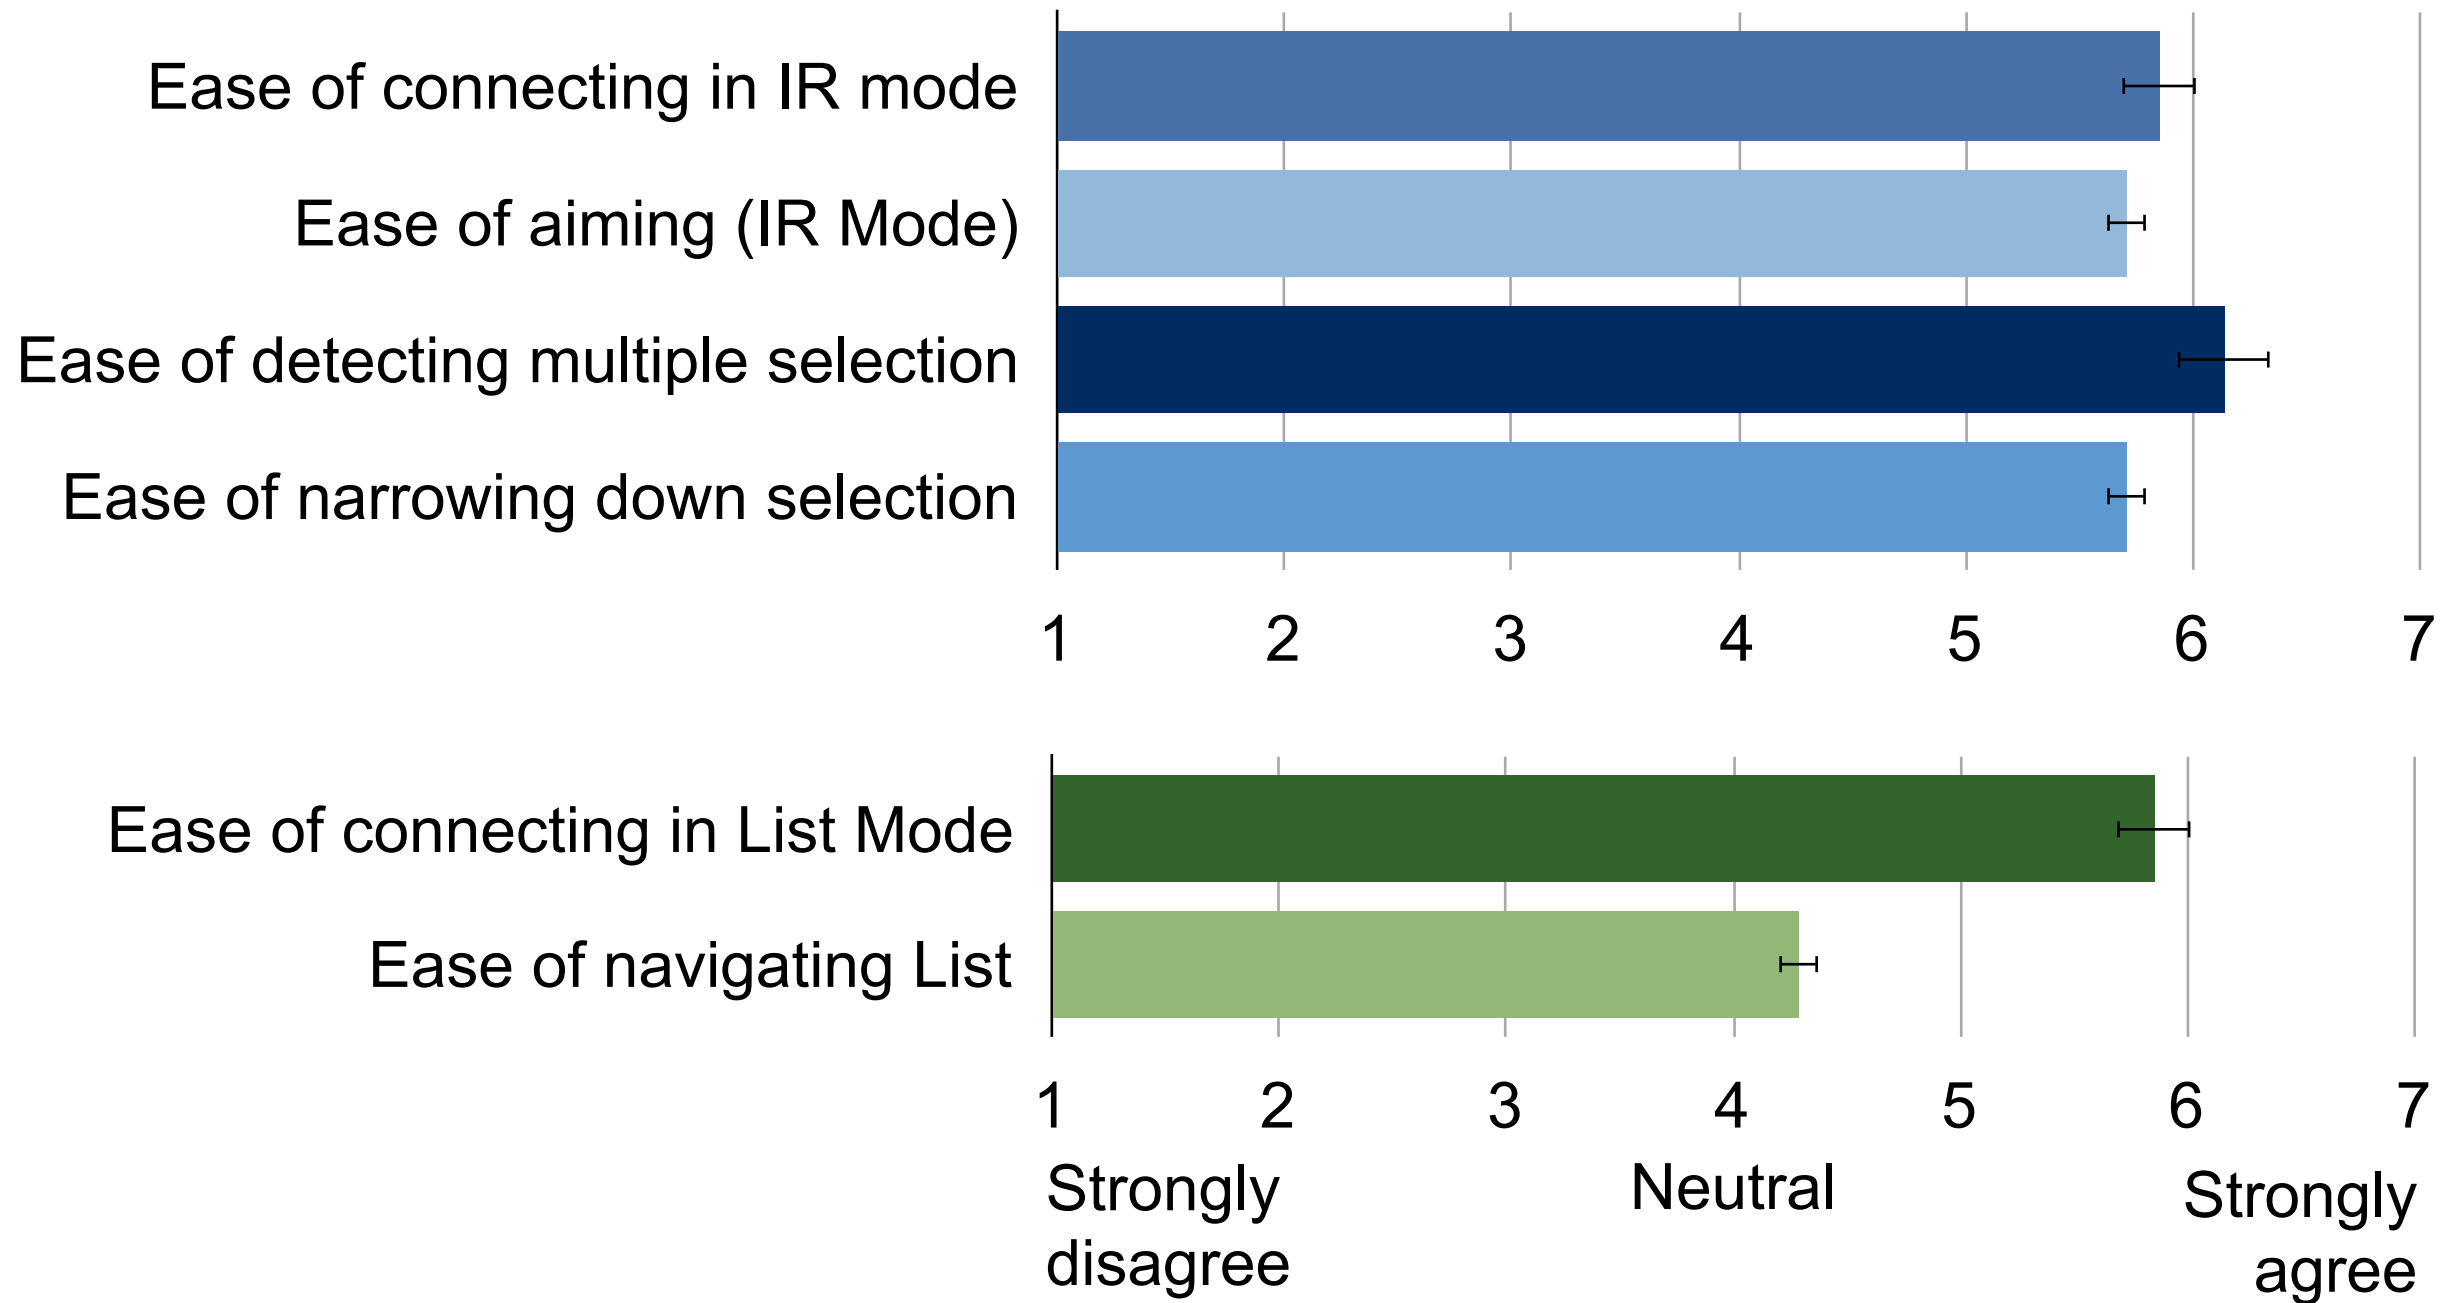 Ease of connecting in IR mode
Ease of aiming (IR Mode)
Ease of detecting multiple selection
Ease of narrowing down selection
1 2 3 4 5 6 7
Ease of connecting in List Mode
Ease of navigating List
1 2 3 4 5 6 7
Strongly disagree
Neutral
Strongly agree